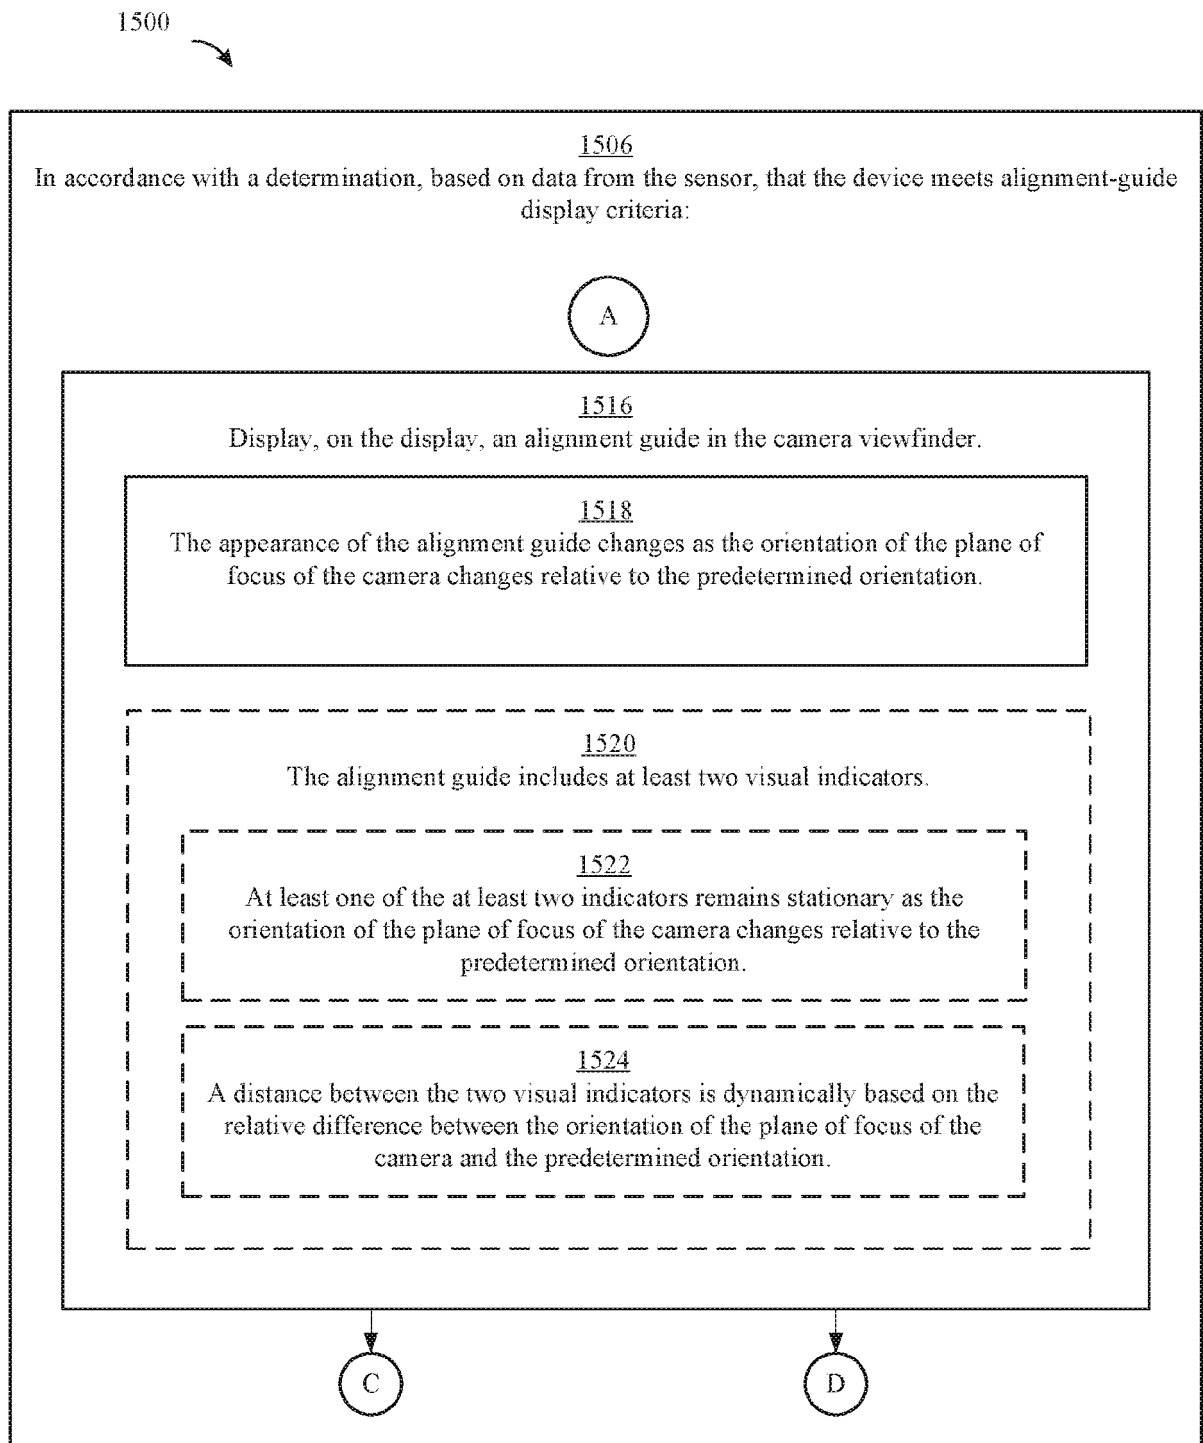 1500
1506
In accordance with a determination, based on data from the sensor, that the device meets alignment-guide
display criteria:
A
1516
Display, on the display, an alignment guide in the camera viewfinder.
1518
The appearance of the alignment guide changes as the orientation of the plane of
focus of the camera changes relative to the predetermined orientation.
1520
The alignment guide includes at least two visual indicators.
1522
At least one of the at least two indicators remains stationary as the
orientation of the plane of focus of the camera changes relative to the
predetermined orientation.
1524
A distance between the two visual indicators is dynamically based on the
relative difference between the orientation of the plane of focus of the
camera and the predetermined orientation.
C
D